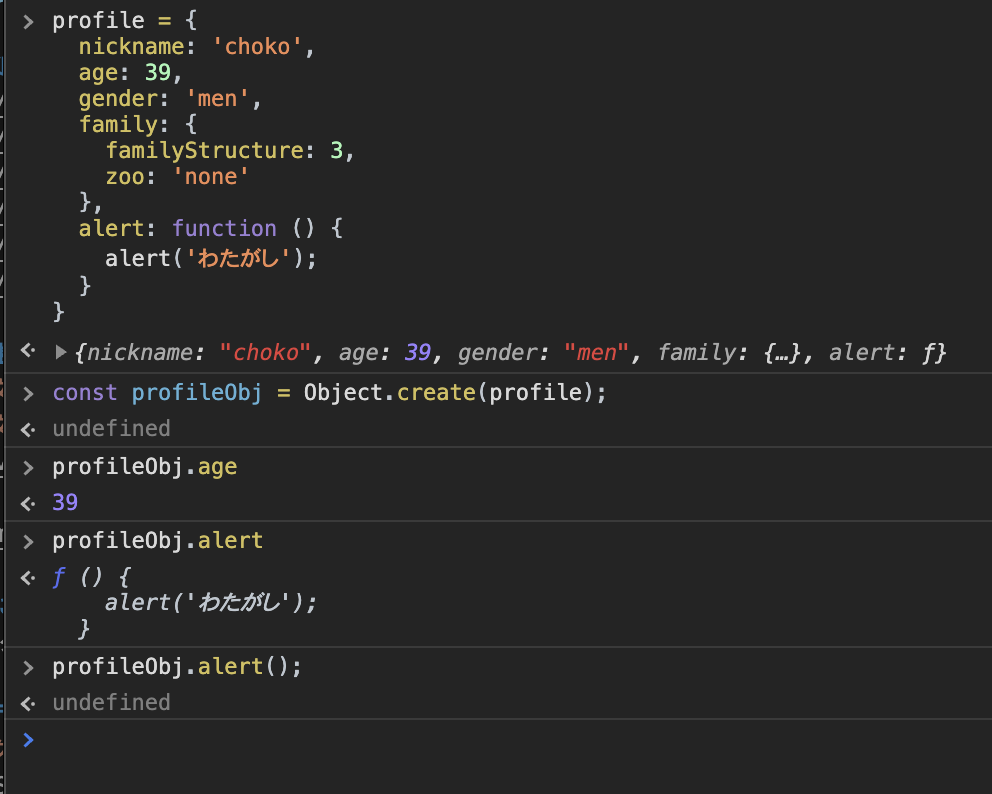 > profile = {
nickname: 'choko',
age: 39,
gender: 'men',
family: {
familyStructure: 3,
zoo: 'none'
},
alert: function () {
alert('わたがし');
}
}
{nickname: "choko", age: 39, gender: "men", family: {…}, alert: ƒ}
> const profileObj = Object.create(profile);
undefined
> profileObj.age
39
> profileObj.alert
ƒ () {
alert('わたがし');
}
> profileObj.alert();
undefined
>